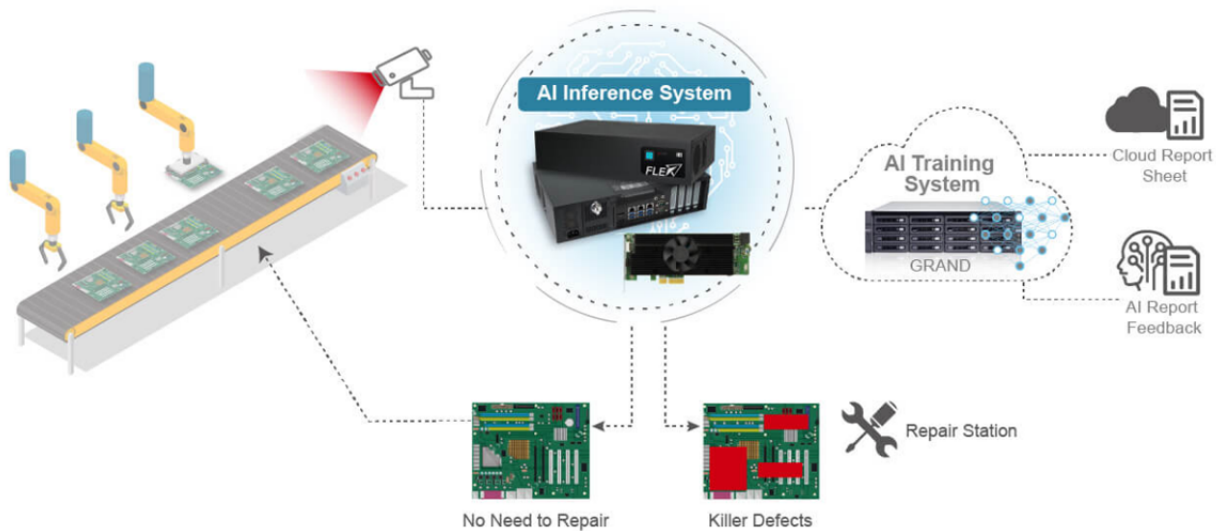 AI Inference System
FLEX
AI Training
System
GRAND
Cloud Report
Sheet
AI Report
Feedback
Repair Station
No Need to Repair
Killer Defects